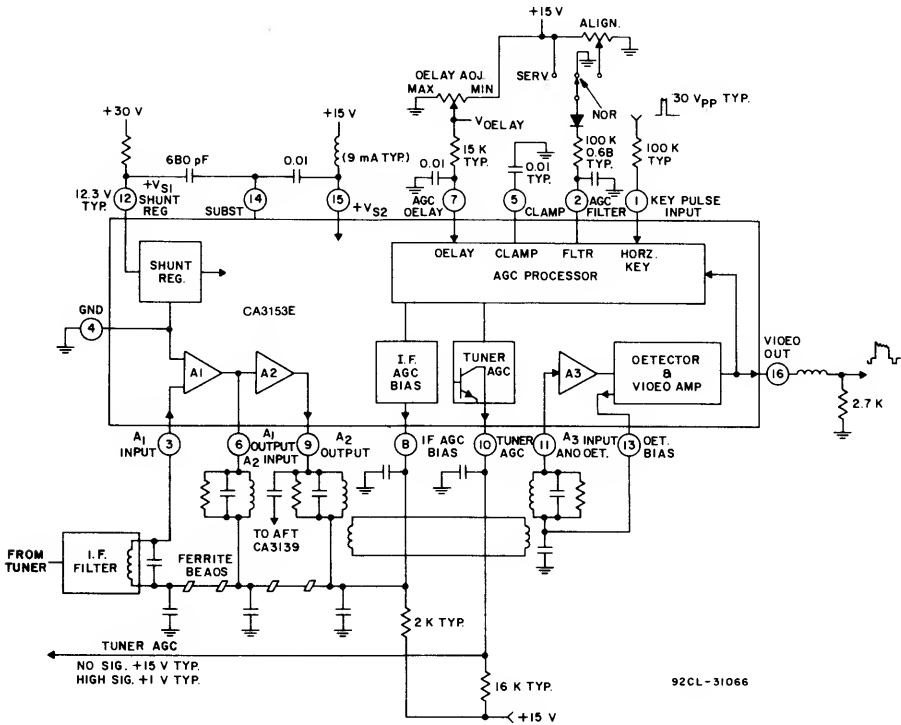 +15 V
ALIGN.
SERV.
OELAY ADJ.
MAX MIN
NOR
30 VPP TYP.
+30 V
+15 V
VOELAY
680 pF
0.01
(9 mA TYP.)
15 K
TYP.
0.01
0.01
TYP.
100 K
0.6B
TYP.
100 K
TYP
12.3 V
TYP.
12
+VS1
SHUNT
REG
SUBST
14
15
+VS2
AGC
OELAY
7
5
CLAMP
2
AGC
FILTER
1
KEY PULSE
INPUT
OELAY
CLAMP
FLTR
HORZ.
KEY
AGC PROCESSOR
SHUNT
REG.
CA3153E
GND
4
A1
A2
I.F.
AGC
BIAS
TUNER
AGC
A3
DETECTOR
&
VIDEO AMP
VIOEO
OUT
16
2.7 K
A1
INPUT
3
6
A1
OUTPUT
A2
INPUT
9
A2
OUTPUT
8
IF AGC
BIAS
10
TUNER
AGC
11
A3 INPUT
ANO OET.
13
OET.
BIAS
TO AFT
CA3139
FROM
TUNER
I.F.
FILTER
FERRITE
BEAOS
2 K TYP.
TUNER AGC
NO SIG. +15 V TYP.
HIGH SIG. +1 V TYP.
16 K TYP.
+15 V
92CL-31066